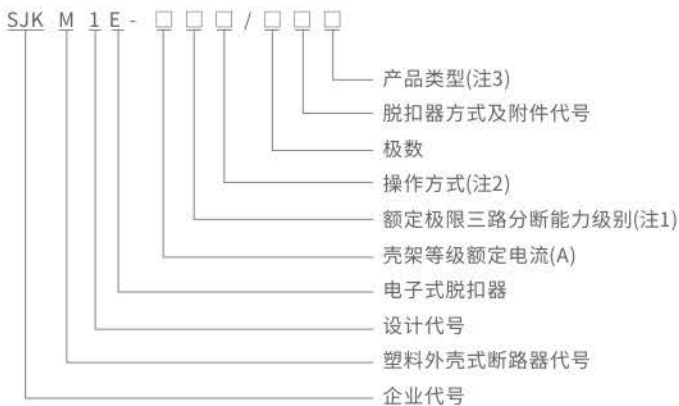 SJK M 1 E - □ □ □ / □ □ □
产品类型(注3)
脱扣器方式及附件代号
极数
操作方式(注2)
额定极限三路分断能力级别(注1)
壳架等级额定电流(A)
电子式脱扣器
设计代号
塑料外壳式断路器代号
企业代号